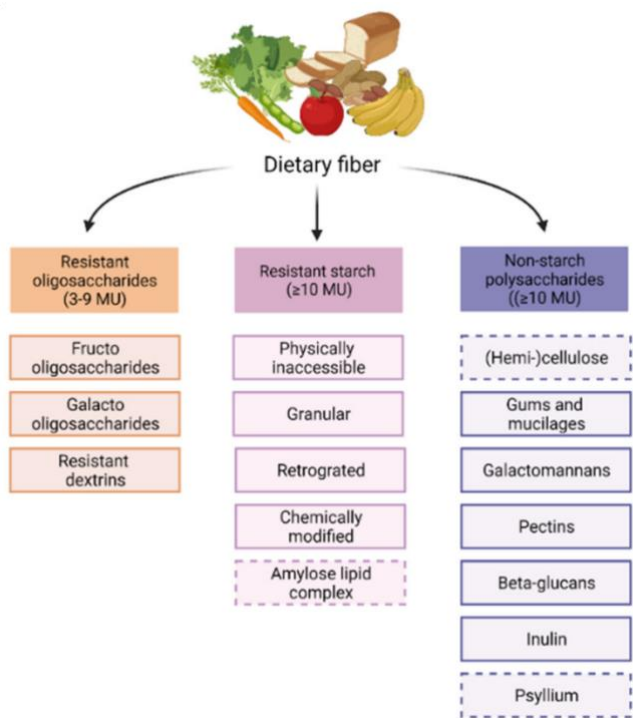 Dietary fiber
Resistant
oligosaccharides
(3-9 MU)
Fructo
oligosaccharides
Galacto
oligosaccharides
Resistant
dextrins
Resistant starch
(≥10 MU)
Physically
inaccessible
Granular
Retrograted
Chemically
modified
Amylose lipid
complex
Non-starch
polysaccharides
((≥10 MU)
(Hemi-)cellulose
Gums and
mucilages
Galactomannans
Pectins
Beta-glucans
Inulin
Psyllium